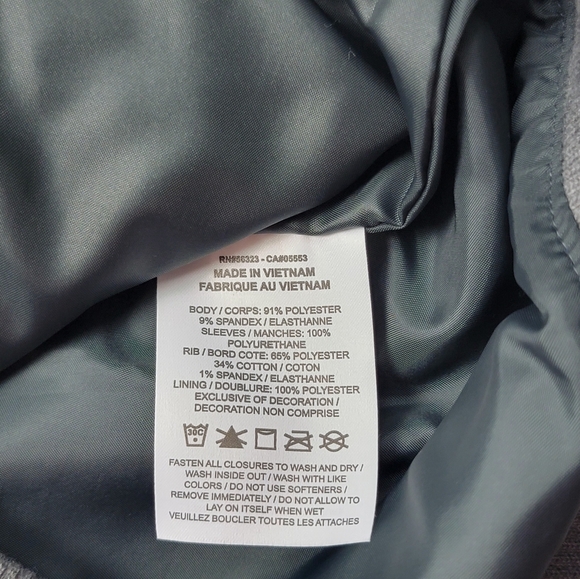 RN#56323 - CA#05553
MADE IN VIETNAM
FABRIQUE AU VIETNAM
BODY / CORPS: 91% POLYESTER
9% SPANDEX / ELASTHANNE
SLEEVES / MANCHES: 100%
POLYURETHANE
RIB / BORD COTE: 65% POLYESTER
34% COTTON / COTON
1% SPANDEX / ELASTHANNE
LINING / DOUBLURE: 100% POLYESTER
EXCLUSIVE OF DECORATION /
DECORATION NON COMPRISE
30C
FASTEN ALL CLOSURES TO WASH AND DRY /
WASH INSIDE OUT / WASH WITH LIKE
COLORS / DO NOT USE SOFTENERS /
REMOVE IMMEDIATELY / DO NOT ALLOW TO
LAY ON ITSELF WHEN WET
VEUILLEZ BOUCLER TOUTES LES ATTACHES